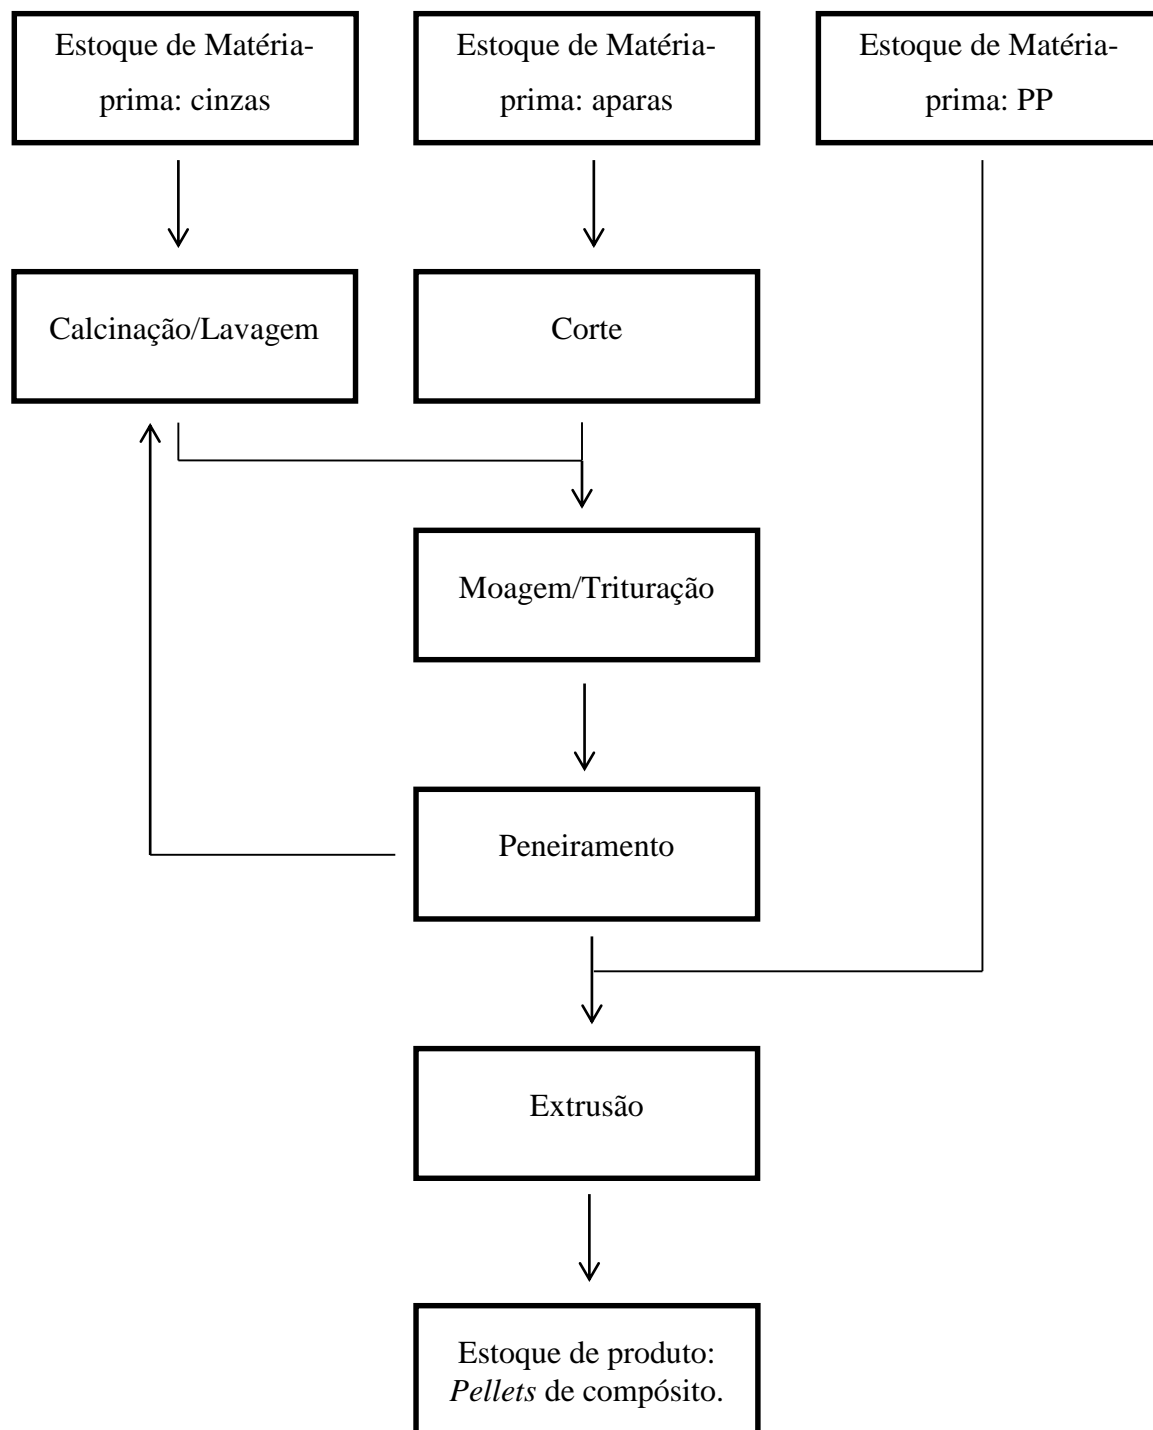 Estoque de Matéria-
prima: cinzas
Estoque de Matéria-
prima: aparas
Estoque de Matéria-
prima: PP
Calcinação/Lavagem
Corte
Moagem/Trituração
Peneiramento
Extrusão
Estoque de produto:
Pellets de compósito.